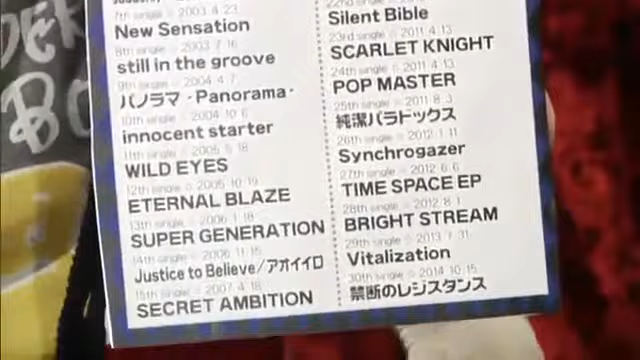 7th single ☆ 2003.4.23
New Sensation
8th single ☆ 2003.7.16
still in the groove
9th single ☆ 2004.4.7
パノラマ -Panorama-
10th single ☆ 2004.10.6
innocent starter
11th single ☆ 2005.5.18
WILD EYES
12th single ☆ 2005.10.19
ETERNAL BLAZE
13th single ☆ 2006.1.18
SUPER GENERATION
14th single ☆ 2006.11.15
Justice to Believe/アオイイロ
15th single ☆ 2007.4.18
SECRET AMBITION
22nd single
Silent Bible
23rd single ☆ 2011.4.13
SCARLET KNIGHT
24th single ☆ 2011.4.13
POP MASTER
25th single ☆ 2011.8.3
純潔パラドックス
26th single ☆ 2012.1.11
Synchrogazer
27th single ☆ 2012.6.6
TIME SPACE EP
28th single ☆ 2012.8.1
BRIGHT STREAM
29th single ☆ 2013.7.31
Vitalization
30th single ☆ 2014.10.15
禁断のレジスタンス